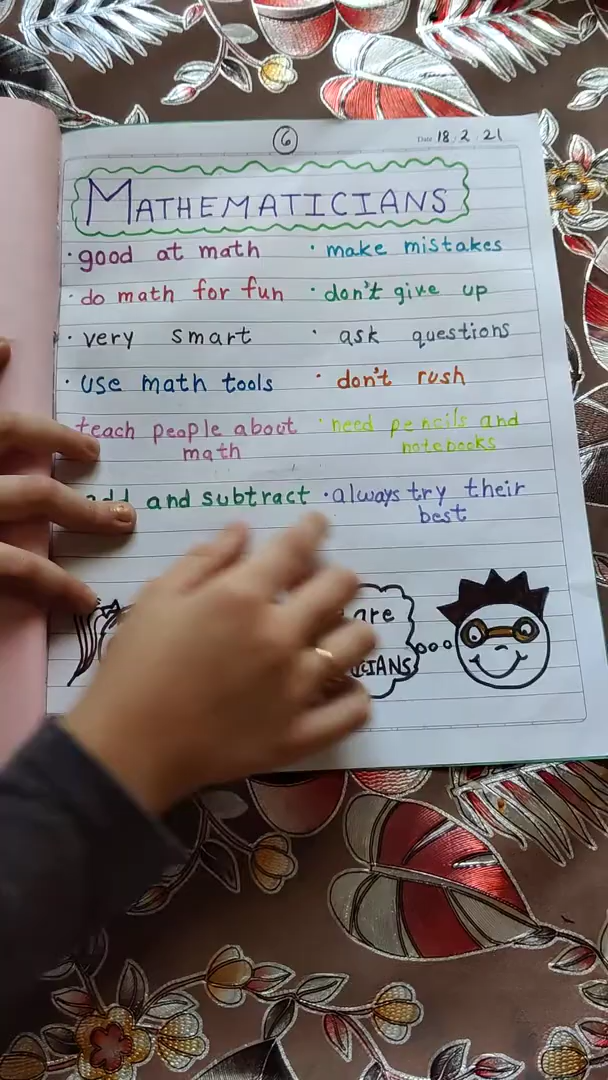 6
Date 18.2.21
MATHEMATICIANS
· good at math
· make mistakes
· do math for fun
· don't give up
· very smart
· ask questions
· use math tools
· don't rush
teach people about
math
· need pencils and
notebooks
and subtract
· always try their
best
are